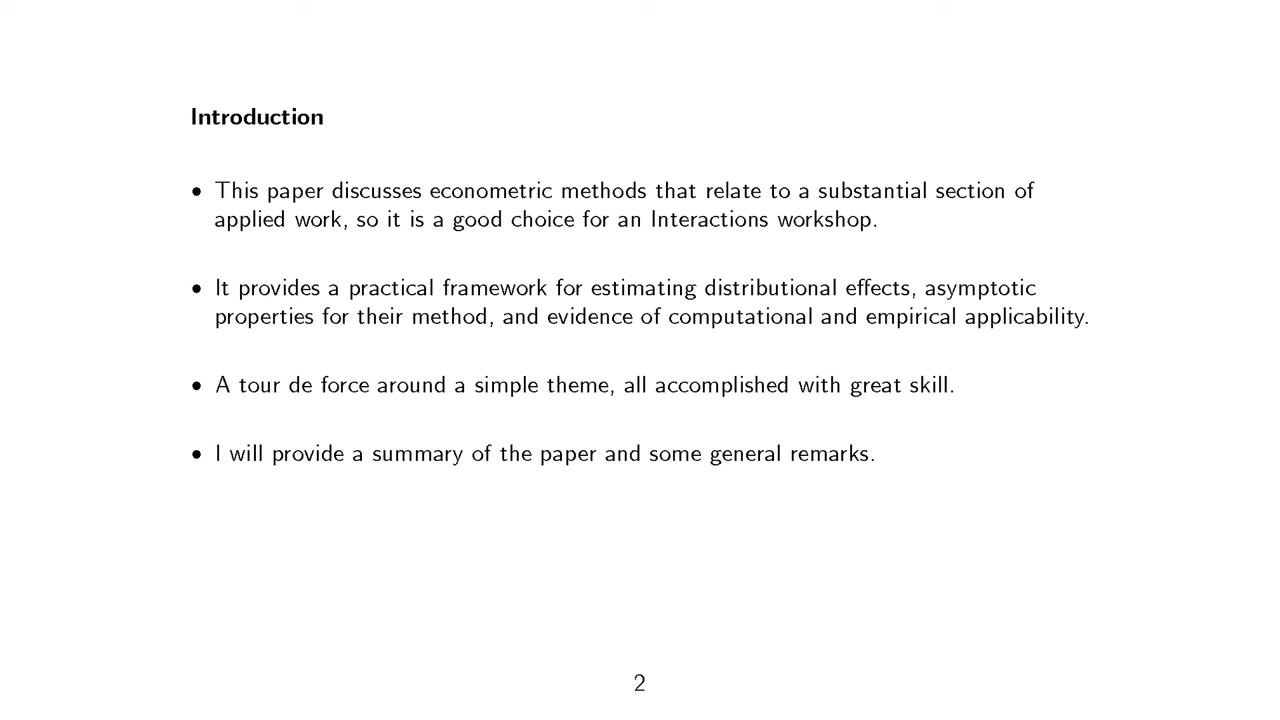 Introduction
• This paper discusses econometric methods that relate to a substantial section of
applied work, so it is a good choice for an Interactions workshop.
• It provides a practical framework for estimating distributional effects, asymptotic
properties for their method, and evidence of computational and empirical applicability.
• A tour de force around a simple theme, all accomplished with great skill.
• I will provide a summary of the paper and some general remarks.
2